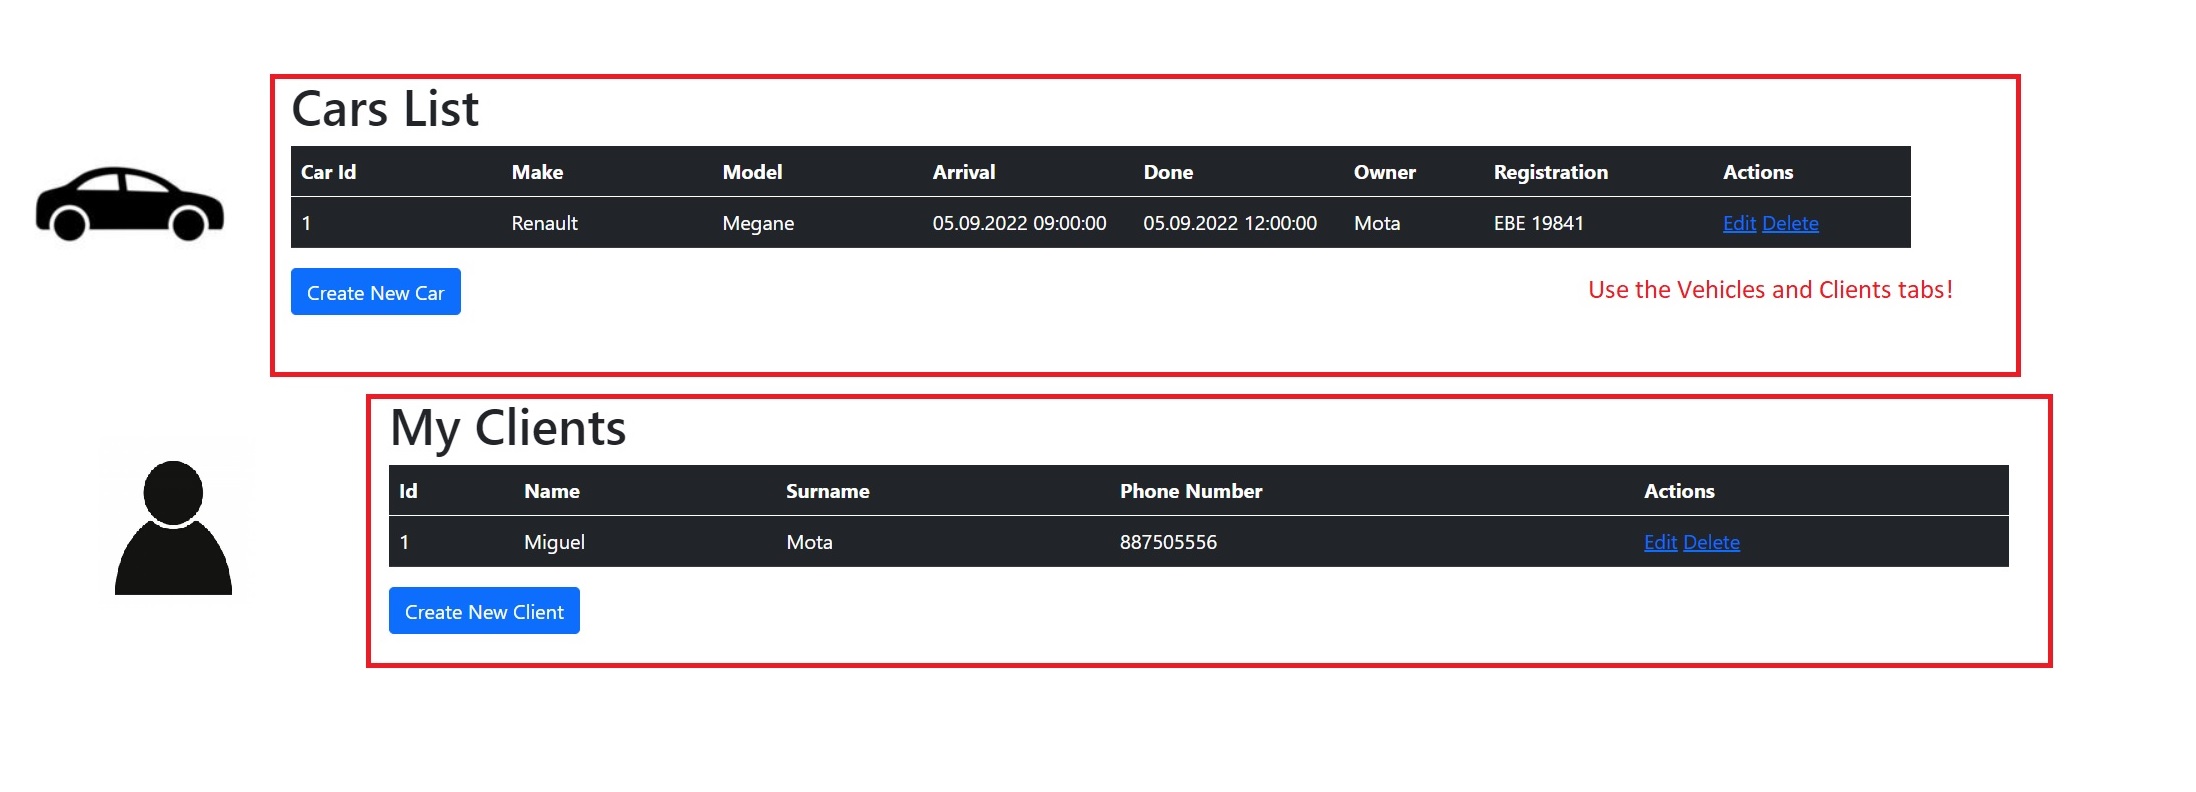 Cars List
Car Id Make Model Arrival Done Owner Registration Actions
1 Renault Megane 05.09.2022 09:00:00 05.09.2022 12:00:00 Mota EBE 19841 Edit Delete
Create New Car
Use the Vehicles and Clients tabs!
My Clients
Id Name Surname Phone Number Actions
1 Miguel Mota 887505556 Edit Delete
Create New Client